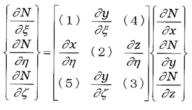 {∂N/∂ξ} = [(1) ∂y/∂ξ (4)] {∂N/∂x}
{∂N/∂η} = [∂x/∂η (2) ∂z/∂η] {∂N/∂y}
{∂N/∂ζ} = [(5) ∂y/∂ζ (3)] {∂N/∂z}